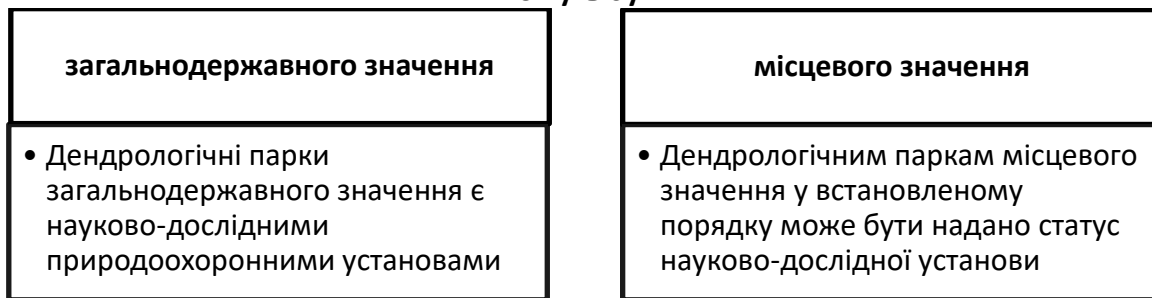 загальнодержавного значення
• Дендрологічні парки
загальнодержавного значення є
науково-дослідними
природоохоронними установами
місцевого значення
• Дендрологічним паркам місцевого
значення у встановленому
порядку може бути надано статус
науково-дослідної установи